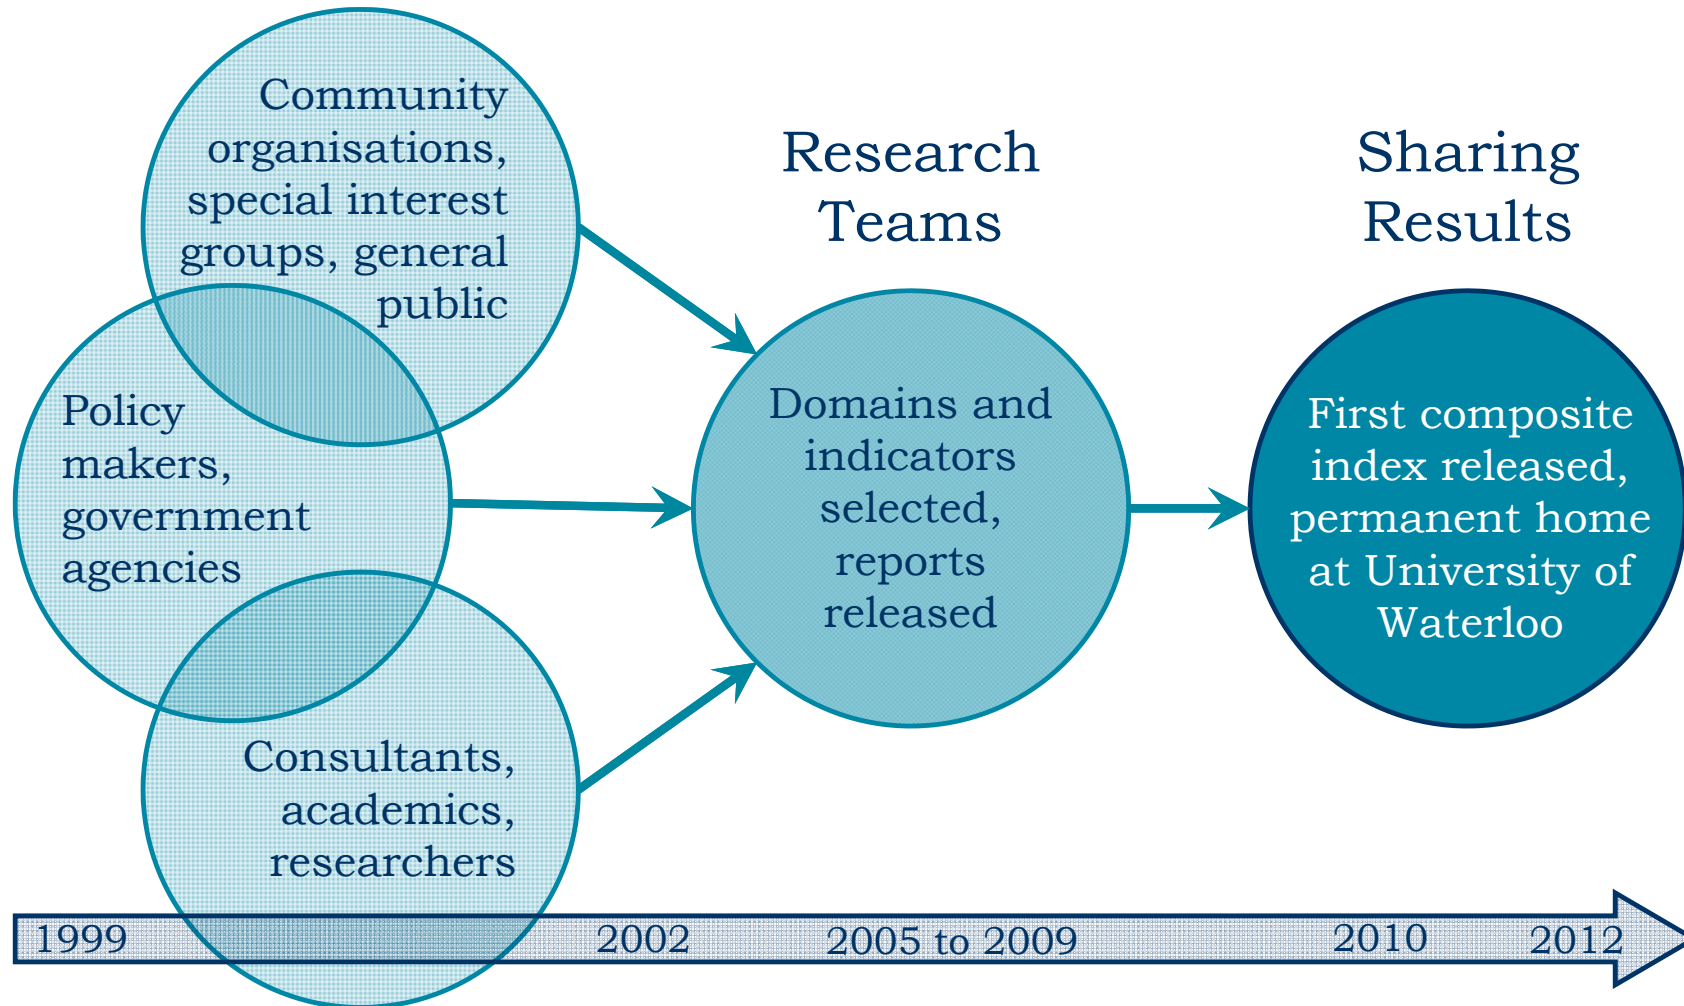 Community
organisations,
special interest
groups, general
public
Policy
makers,
government
agencies
Consultants,
academics,
researchers
Research
Teams
Domains and
indicators
selected,
reports
released
Sharing
Results
First composite
index released,
permanent home
at University of
Waterloo
1999
2002
2005 to 2009
2010
2012